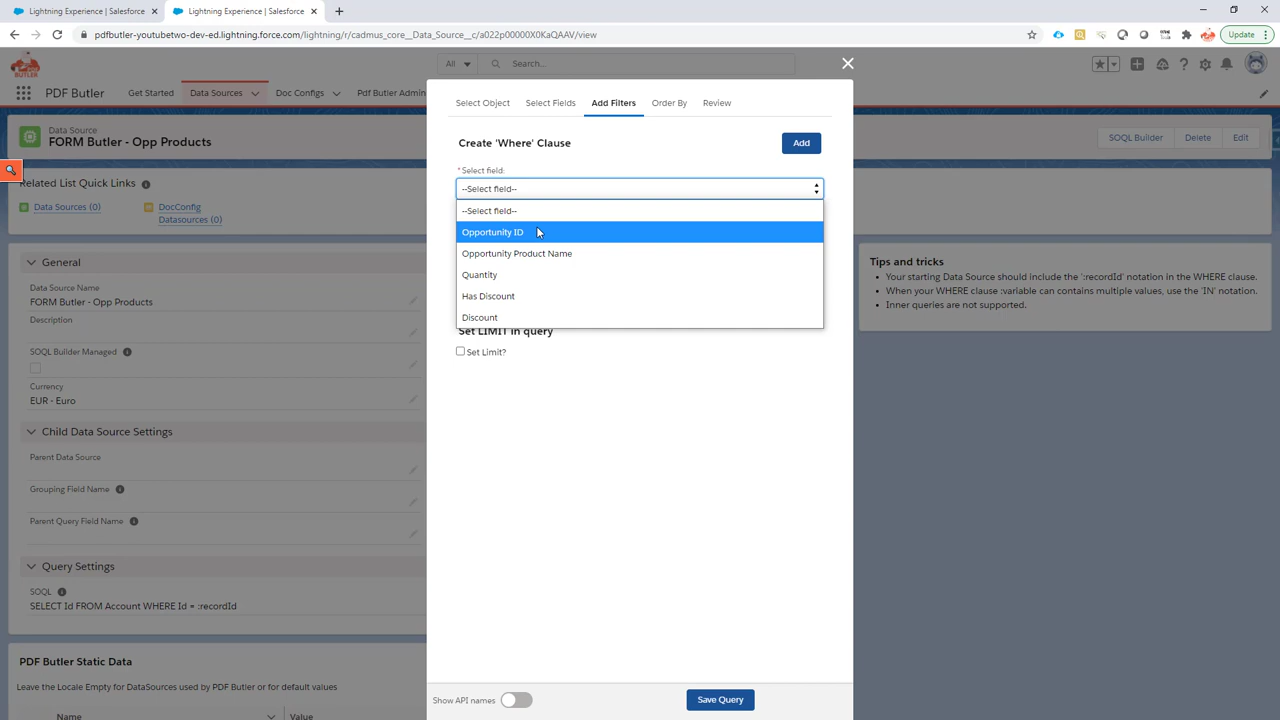 Lightning Experience | Salesforce
Lightning Experience | Salesforce
pdfbutler-youtubetwo-dev-ed.lightning.force.com/lightning/r/cadmus_core__Data_Source__c/a022p00000X0KaQAAV/view
Update
BUTLER
All
Search...
PDF Butler
Get Started
Data Sources
Doc Configs
Pdf Butler Admin
Data Source
FORM Butler - Opp Products
SOQL Builder
Delete
Edit
Related List Quick Links
Data Sources (0)
DocConfig
Datasources (0)
General
Data Source Name
FORM Butler - Opp Products
Description
SOQL Builder Managed
Currency
EUR - Euro
Child Data Source Settings
Parent Data Source
Grouping Field Name
Parent Query Field Name
Query Settings
SOQL
SELECT Id FROM Account WHERE Id = :recordId
PDF Butler Static Data
Leave the Locale Empty for DataSources used by PDF Butler or for default values
Name
Value
Select Object
Select Fields
Add Filters
Order By
Review
Create 'Where' Clause
Add
* Select field:
--Select field--
--Select field--
Opportunity ID
Opportunity Product Name
Quantity
Has Discount
Discount
Set LIMIT in query
Set Limit?
Show API names
Save Query
Tips and tricks
Your starting Data Source should include the ':recordId' notation in the WHERE clause.
When your WHERE clause :variable can contains multiple values, use the 'IN' notation.
Inner queries are not supported.